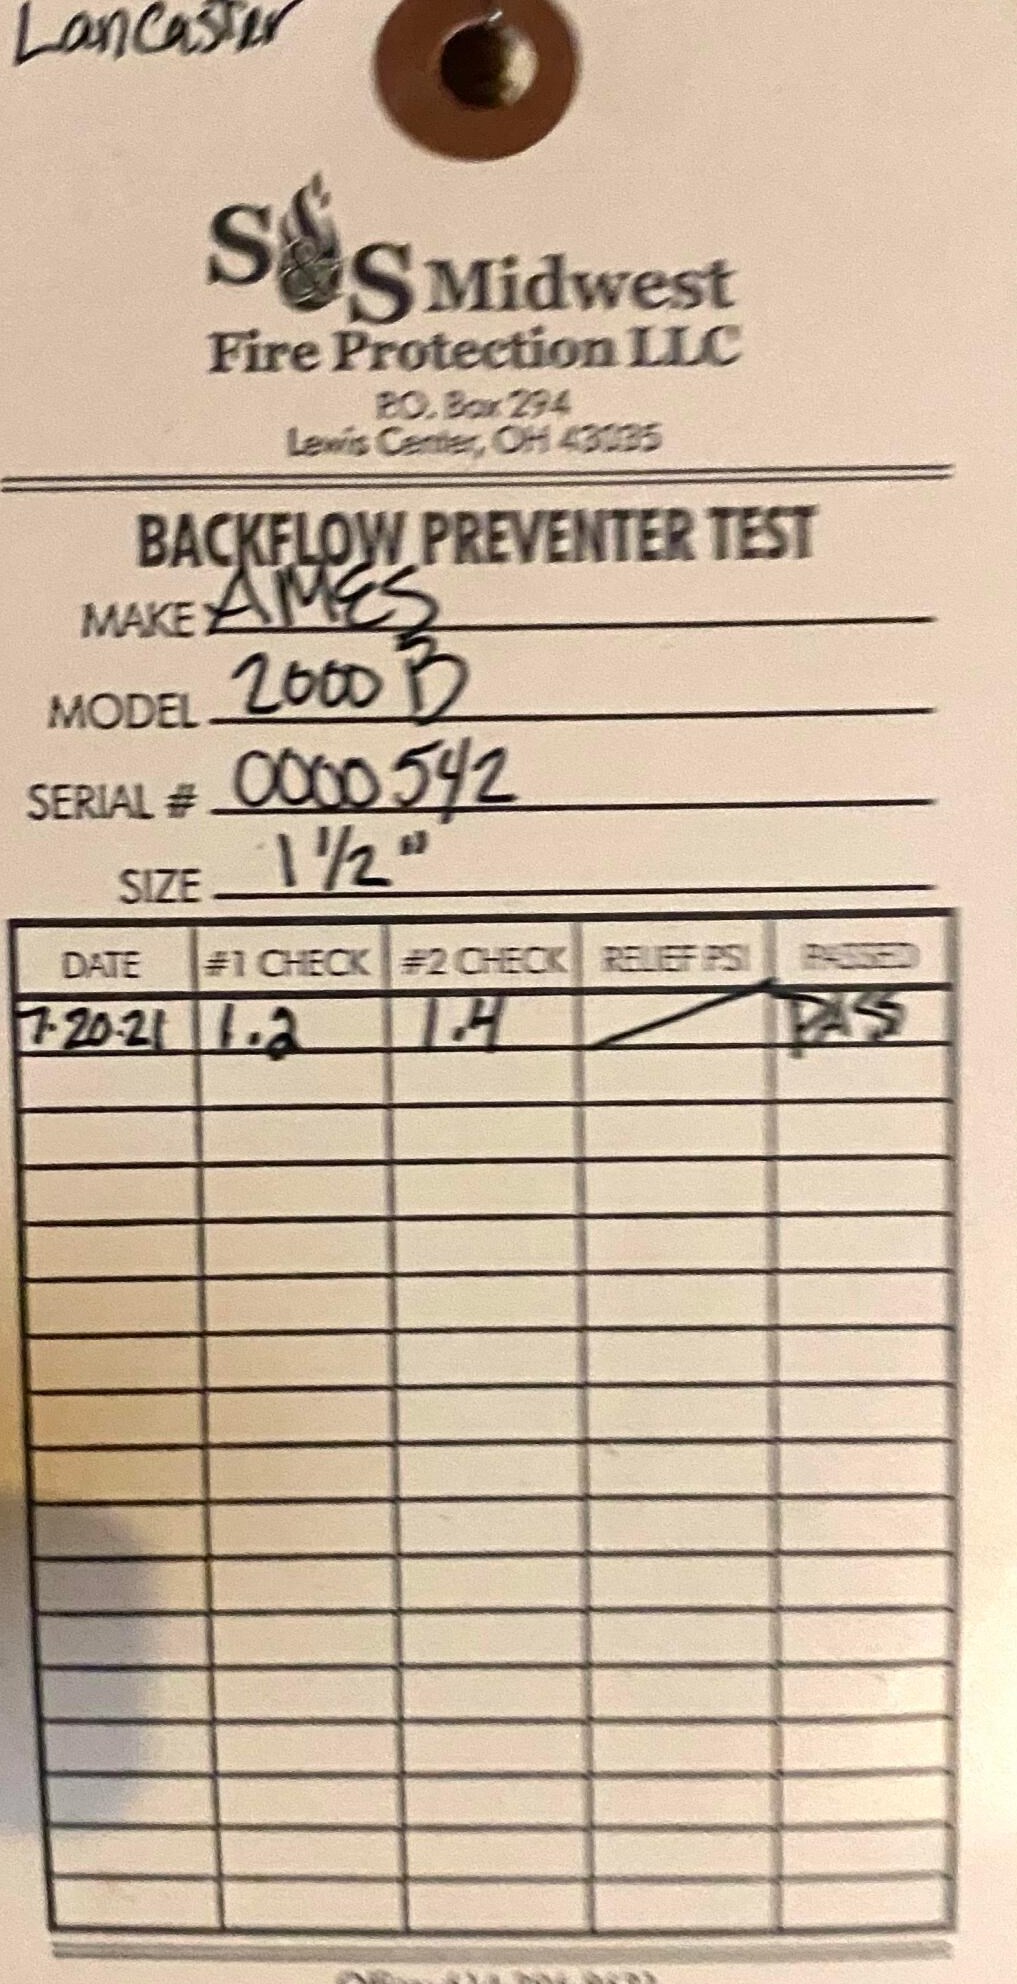 Lancaster
S&S Midwest
Fire Protection LLC
P.O. Box 294
Lewis Center, OH 43035
BACKFLOW PREVENTER TEST
MAKE AMES
MODEL 2000 B
SERIAL # 0000542
SIZE 1 1/2"
DATE #1 CHECK #2 CHECK RELIEF PSI PASSED
7-20-21 1.2 1.4 PASS